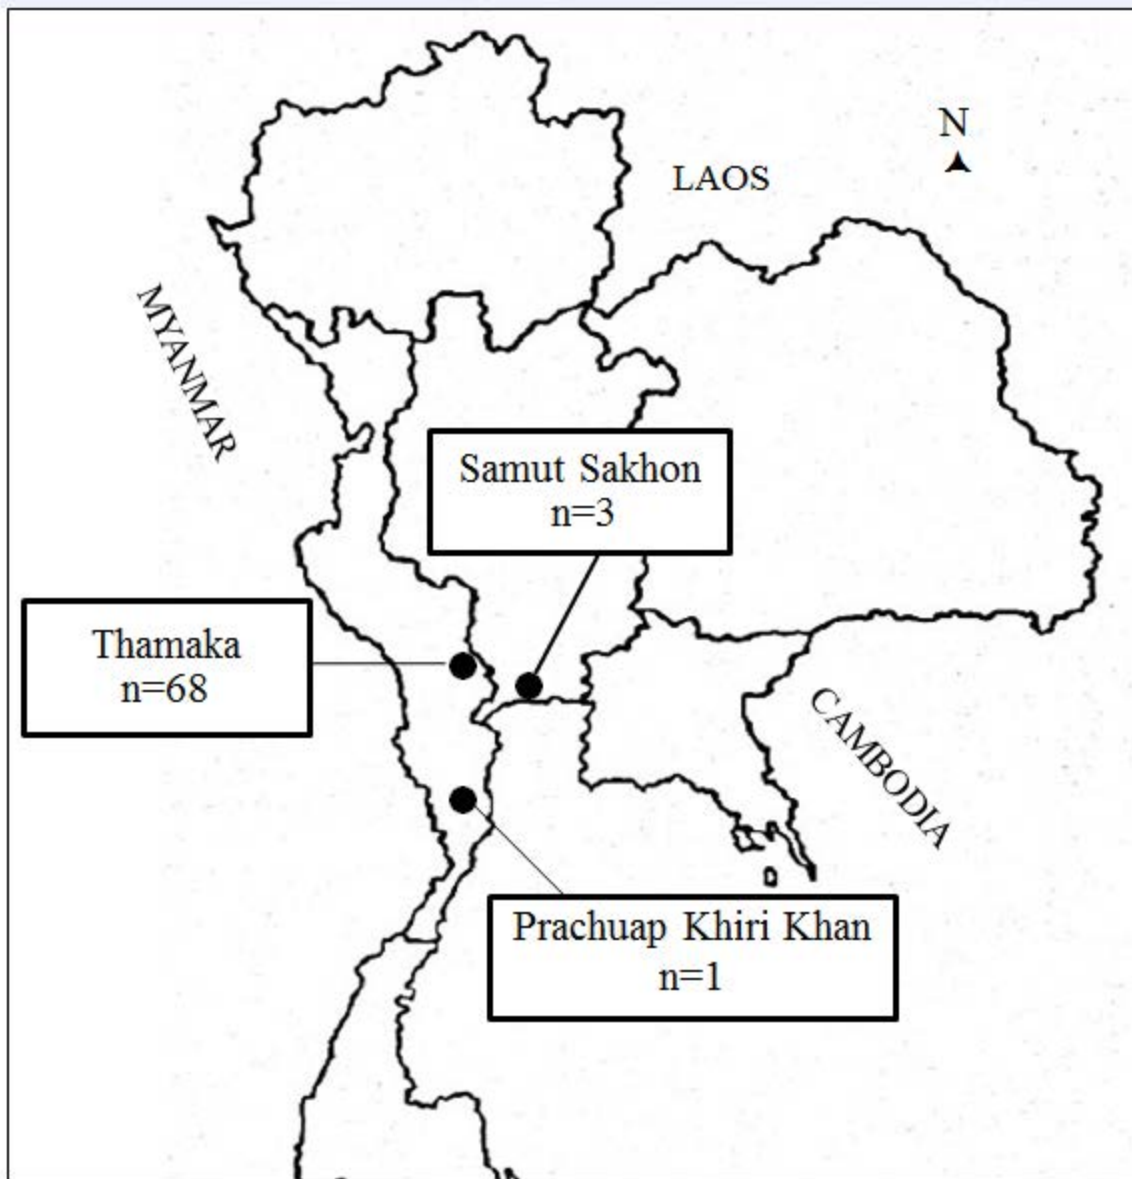 N
LAOS
MYANMAR
Samut Sakhon
n=3
Thamaka
n=68
CAMBODIA
Prachuap Khiri Khan
n=1